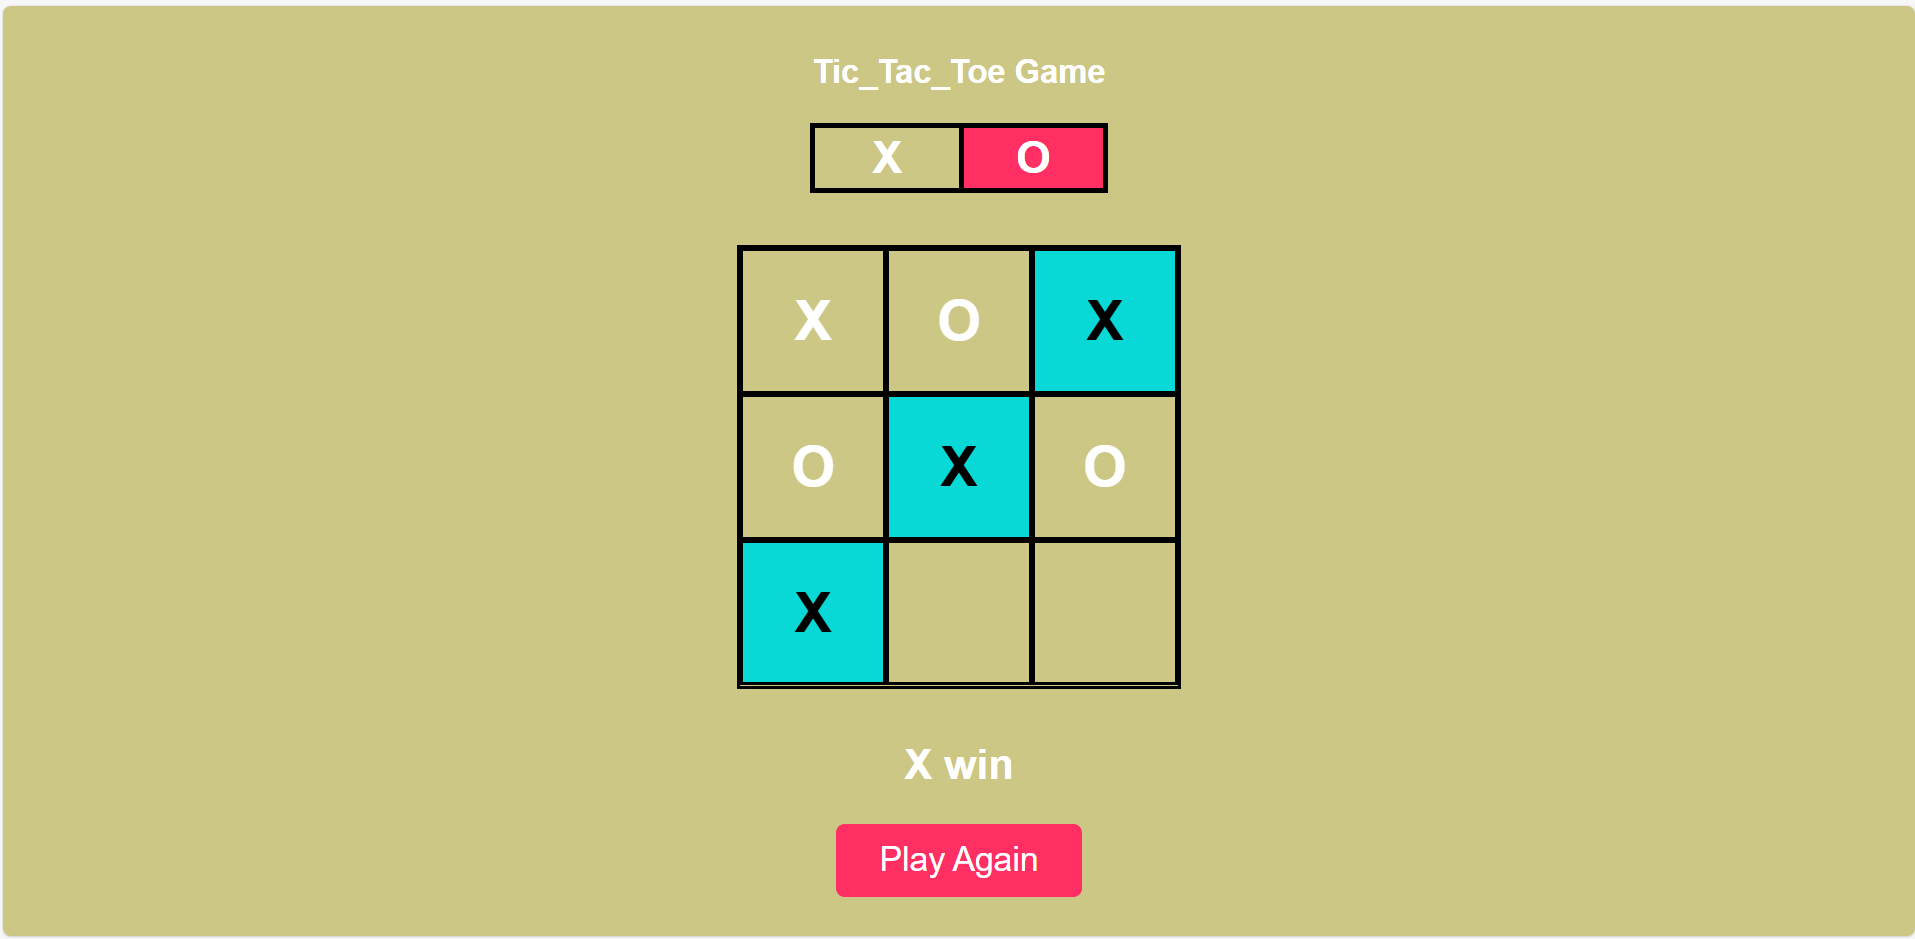 Tic_Tac_Toe Game
X O
X O X
O X O
X
X win
Play Again